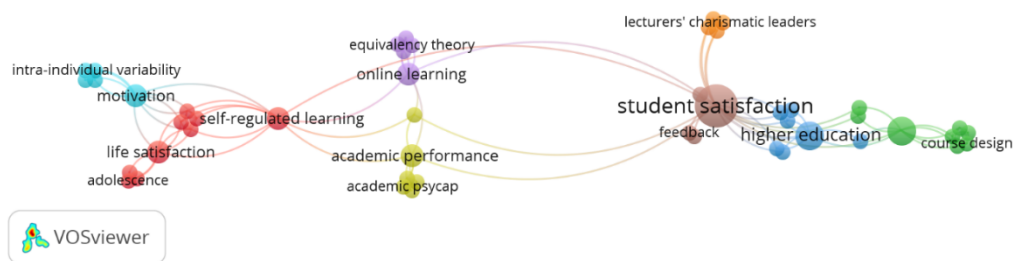 lecturers' charismatic leaders
equivalency theory
intra-individual variability
online learning
motivation
student satisfaction
self-regulated learning
feedback
higher education
course design
life satisfaction
academic performance
adolescence
academic psycap
VOSviewer